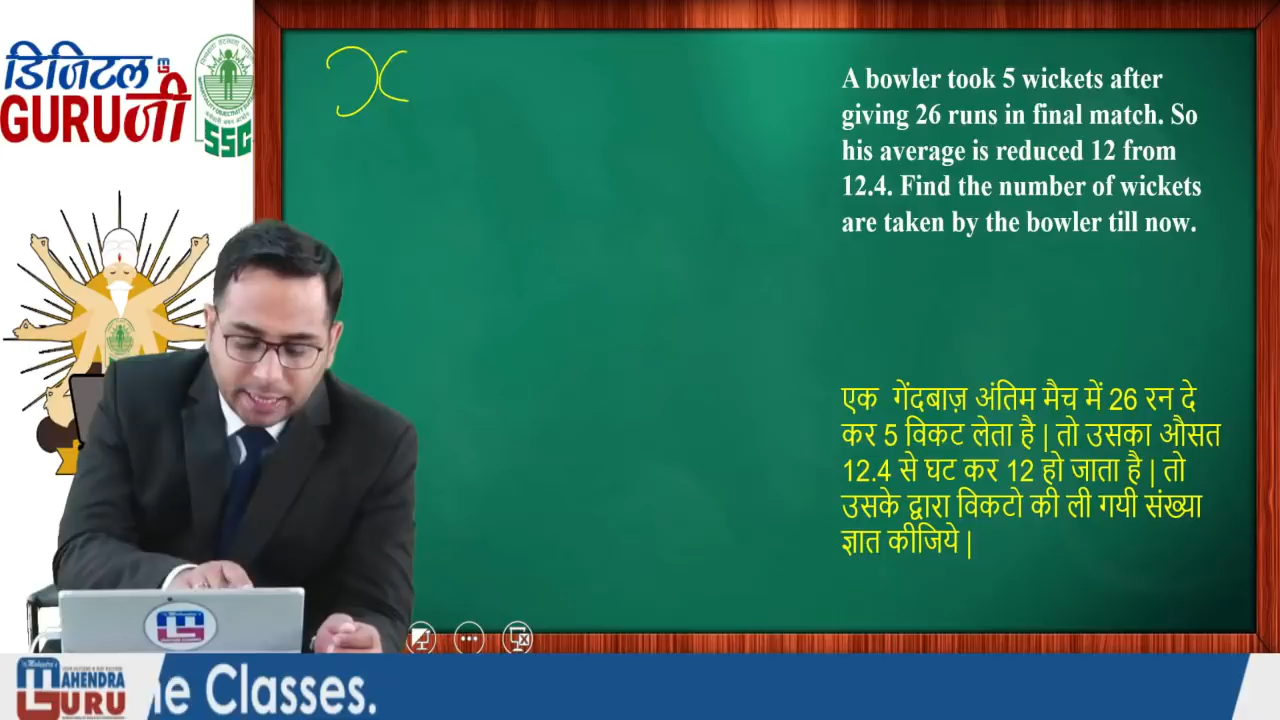 डिजिटल
GURUजी
SSC
x
A bowler took 5 wickets after
giving 26 runs in final match. So
his average is reduced 12 from
12.4. Find the number of wickets
are taken by the bowler till now.
एक गेंदबाज़ अंतिम मैच में 26 रन दे
कर 5 विकट लेता है | तो उसका औसत
12.4 से घट कर 12 हो जाता है | तो
उसके द्वारा विकटो की ली गयी संख्या
ज्ञात कीजिये |
MAHENDRA
GURU
ne Classes.